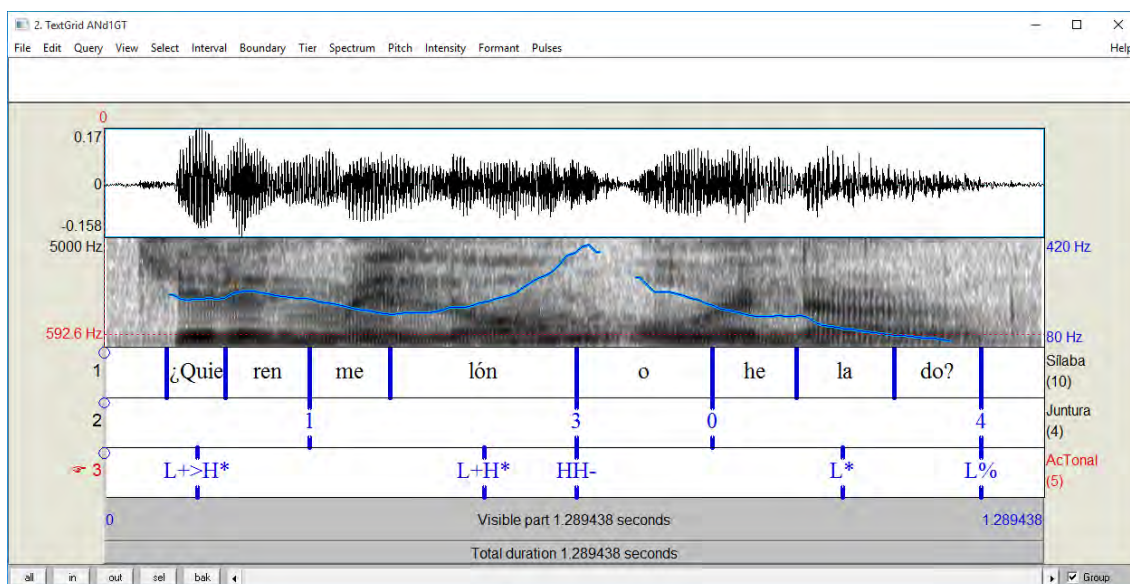 2. TextGrid ANd1GT
File Edit Query View Select Interval Boundary Tier Spectrum Pitch Intensity Formant Pulses Help
0
0.17
0
-0.158
5000 Hz 420 Hz
592.6 Hz 80 Hz
1 ¿Quie ren me lón o he la do? Sílaba (10)
2 1 3 0 4 Juntura (4)
3 L+>H* L+H* HH- L* L% AcTonal (5)
0 Visible part 1.289438 seconds 1.289438
Total duration 1.289438 seconds
all in out sel bak Group